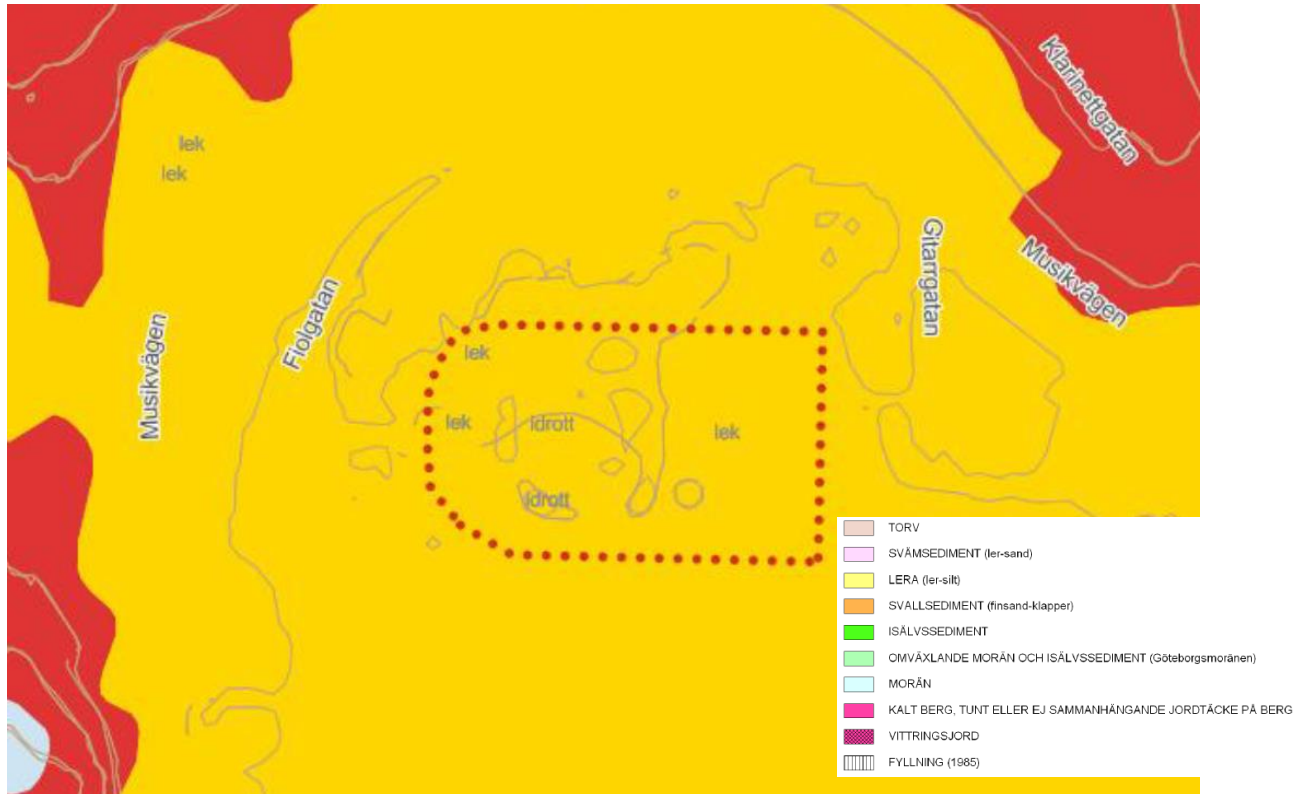 Klarinettgatan
lek
lek
Gitarrgatan
Musikvägen
Fiolgatan
Musikvägen
lek
lek
Idrott
lek
Idrott
TORV
SVÄMSEDIMENT (ler-sand)
LERA (ler-silt)
SVALLSEDIMENT (finsand-klapper)
ISÄLVSSEDIMENT
OMVÄXLANDE MORÄN OCH ISÄLVSSEDIMENT (Göteborgsmoränen)
MORÄN
KALT BERG, TUNT ELLER EJ SAMMANHÄNGANDE JORDTÄCKE PÅ BERG
VITTRINGSJORD
FYLLNING (1985)